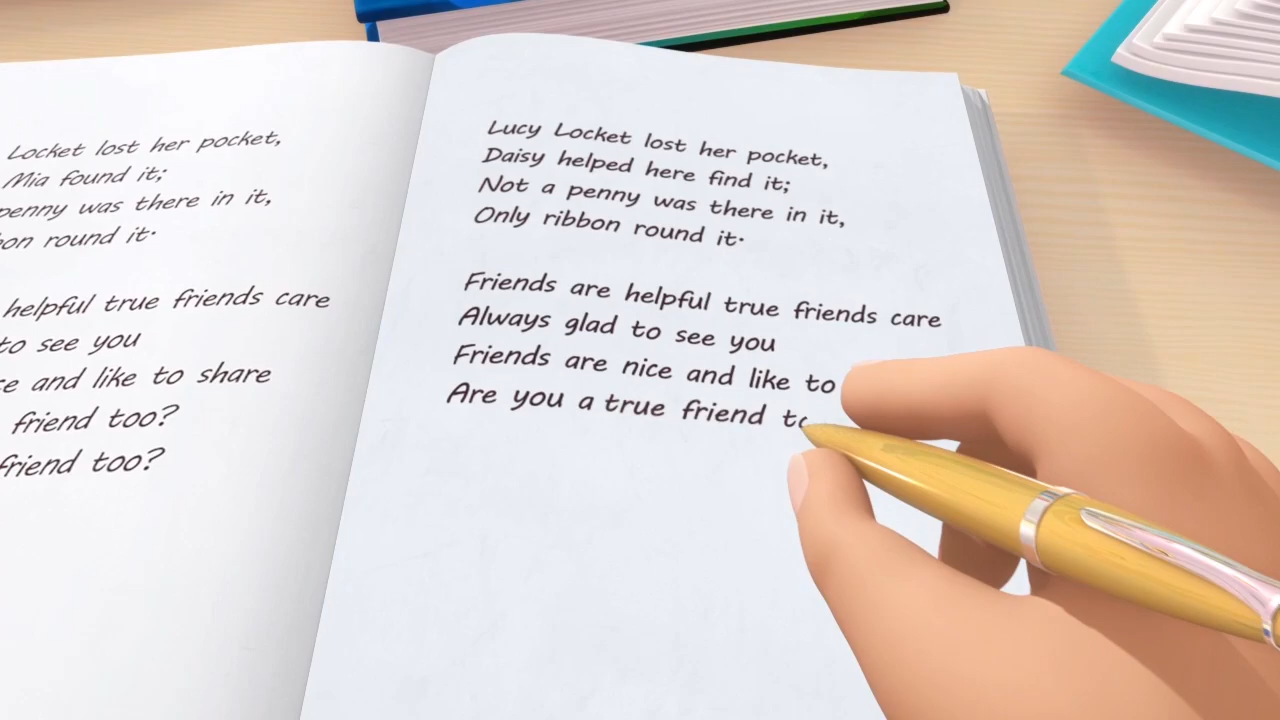 Locket lost her pocket,
Mia found it;
penny was there in it,
round it.
helpful true friends care
to see you
and like to share
friend too?
friend too?
Lucy Locket lost her pocket,
Daisy helped here find it;
Not a penny was there in it,
Only ribbon round it.
Friends are helpful true friends care
Always glad to see you
Friends are nice and like to
Are you a true friend